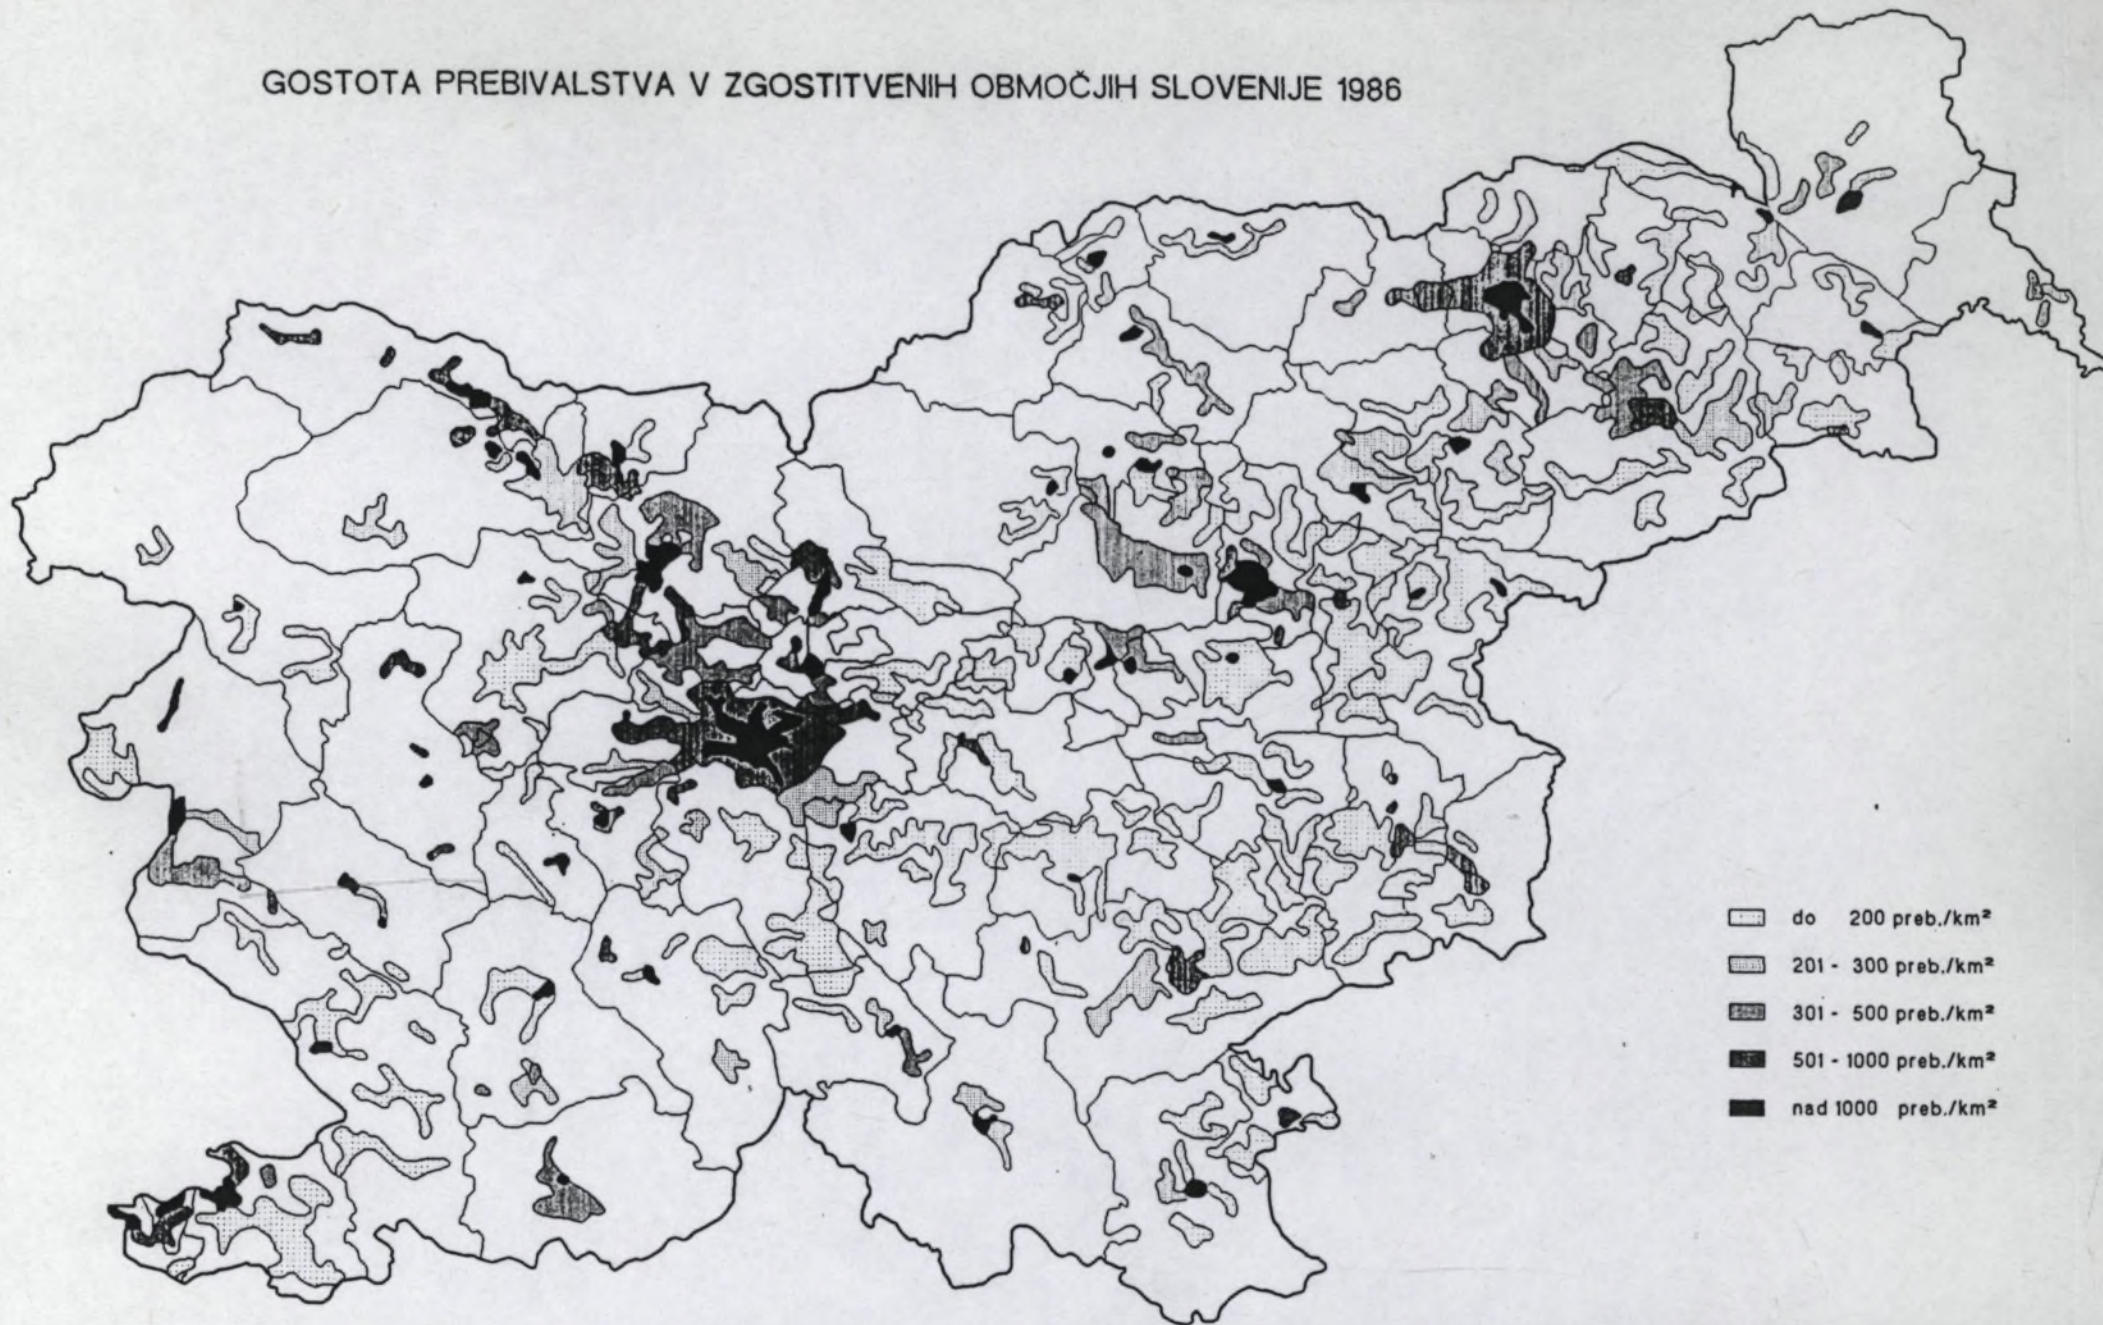 GOSTOTA PREBIVALSTVA V ZGOSTITVENIH OBMOČJIH SLOVENIJE 1986
do 200 preb./km²
201 - 300 preb./km²
301 - 500 preb./km²
501 - 1000 preb./km²
nad 1000 preb./km²